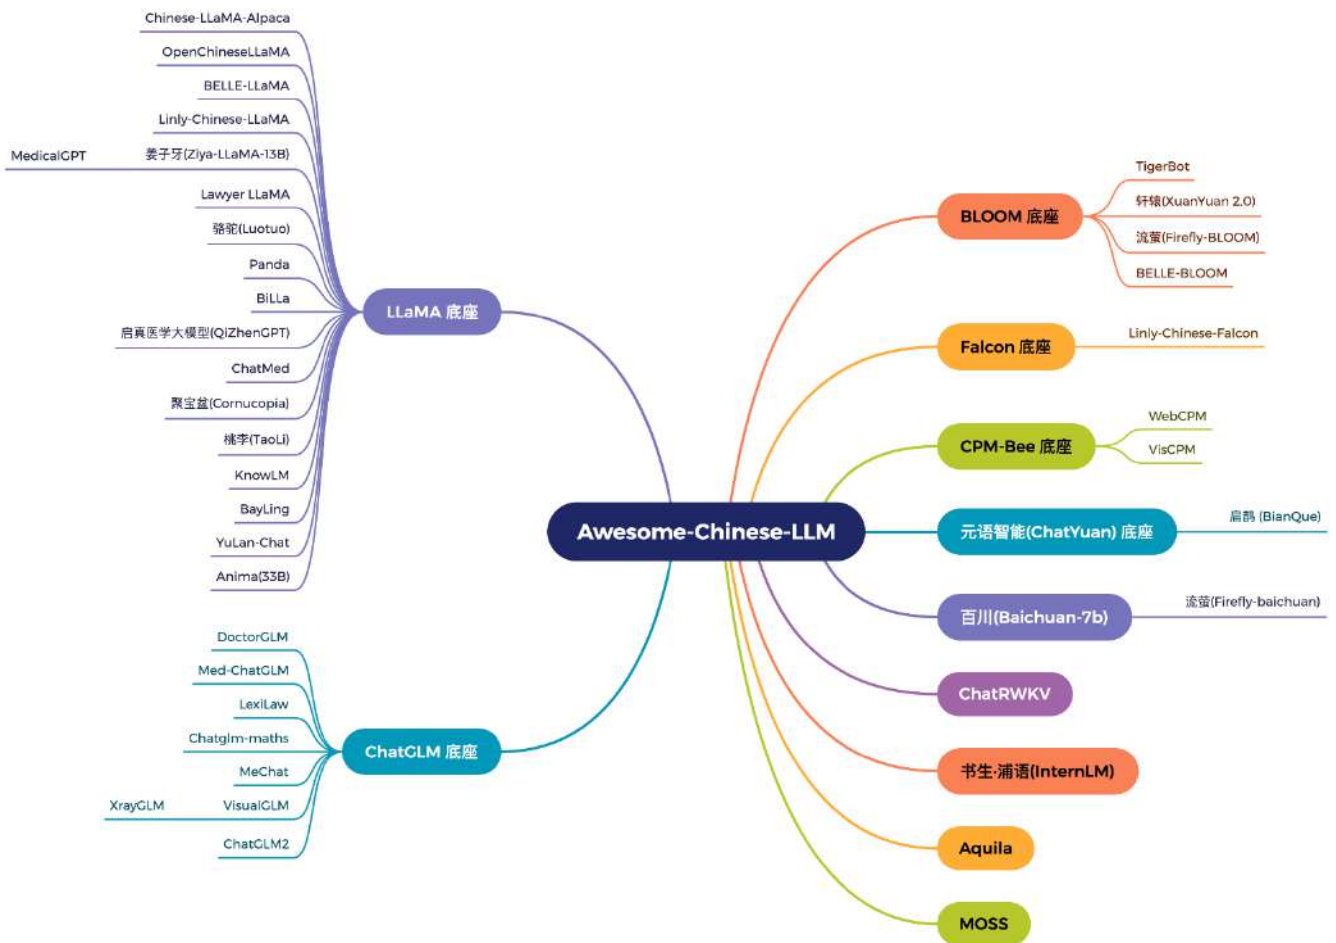 Chinese-LLaMA-Alpaca
OpenChineseLLaMA
BELLE-LLaMA
Linly-Chinese-LLaMA
MedicalGPT
姜子牙(Ziya-LLaMA-13B)
Lawyer LLaMA
骆驼(Luotuo)
Panda
BiLLa
启真医学大模型(QiZhenGPT)
ChatMed
聚宝盆(Cornucopia)
桃李(TaoLi)
KnowLM
BayLing
YuLan-Chat
Anima(33B)
LLaMA 底座
DoctorGLM
Med-ChatGLM
LexiLaw
Chatglm-maths
MeChat
XrayGLM
VisualGLM
ChatGLM2
ChatGLM 底座
Awesome-Chinese-LLM
BLOOM 底座
TigerBot
轩辕(XuanYuan 2.0)
流萤(Firefly-BLOOM)
BELLE-BLOOM
Falcon 底座
Linly-Chinese-Falcon
CPM-Bee 底座
WebCPM
VisCPM
元语智能(ChatYuan) 底座
扁鹊 (BianQue)
百川(Baichuan-7b)
流萤(Firefly-baichuan)
ChatRWKV
书生·浦语(InternLM)
Aquila
MOSS